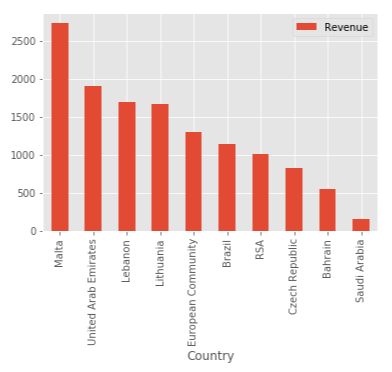 Revenue
2500
2000
1500
1000
500
0
Malta
United Arab Emirates
Lebanon
Lithuania
European Community
Brazil
RSA
Czech Republic
Bahrain
Saudi Arabia
Country